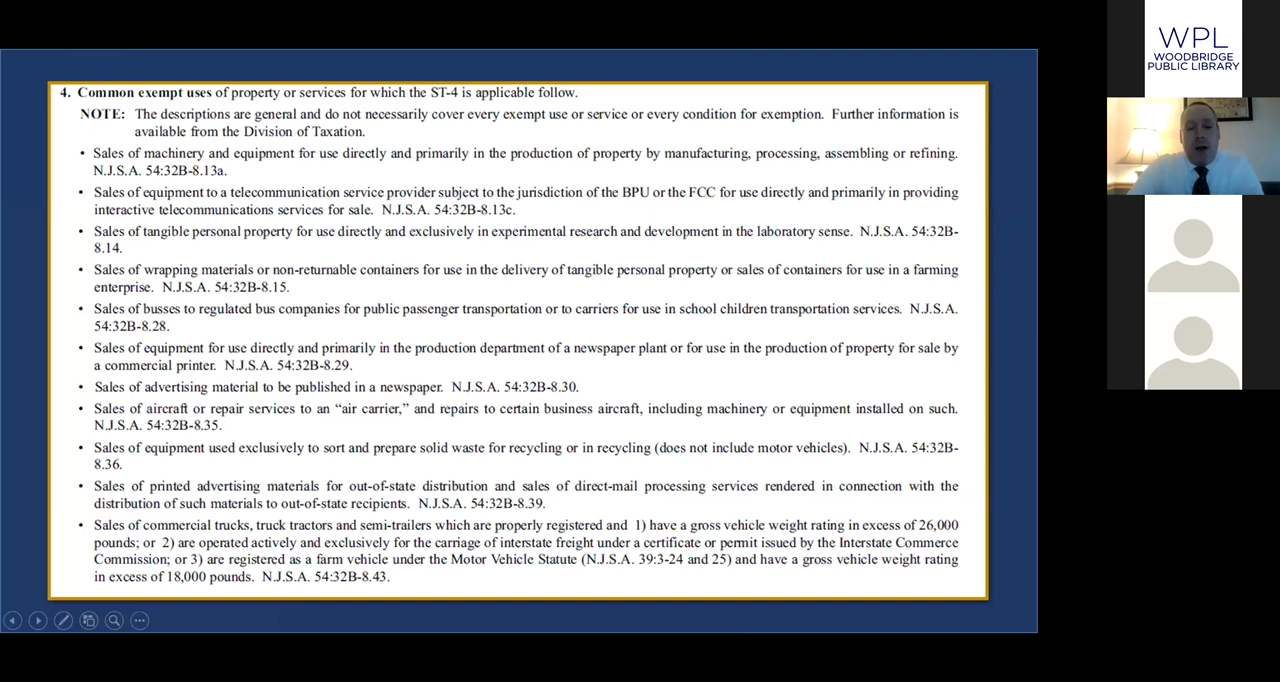 4. Common exempt uses of property or services for which the ST-4 is applicable follow.
NOTE: The descriptions are general and do not necessarily cover every exempt use or service or every condition for exemption. Further information is
available from the Division of Taxation.
• Sales of machinery and equipment for use directly and primarily in the production of property by manufacturing, processing, assembling or refining.
N.J.S.A. 54:32B-8.13a.
• Sales of equipment to a telecommunication service provider subject to the jurisdiction of the BPU or the FCC for use directly and primarily in providing
interactive telecommunications services for sale. N.J.S.A. 54:32B-8.13c.
• Sales of tangible personal property for use directly and exclusively in experimental research and development in the laboratory sense. N.J.S.A. 54:32B-
8.14.
• Sales of wrapping materials or non-returnable containers for use in the delivery of tangible personal property or sales of containers for use in a farming
enterprise. N.J.S.A. 54:32B-8.15.
• Sales of busses to regulated bus companies for public passenger transportation or to carriers for use in school children transportation services. N.J.S.A.
54:32B-8.28.
• Sales of equipment for use directly and primarily in the production department of a newspaper plant or for use in the production of property for sale by
a commercial printer. N.J.S.A. 54:32B-8.29.
• Sales of advertising material to be published in a newspaper. N.J.S.A. 54:32B-8.30.
• Sales of aircraft or repair services to an “air carrier,” and repairs to certain business aircraft, including machinery or equipment installed on such.
N.J.S.A. 54:32B-8.35.
• Sales of equipment used exclusively to sort and prepare solid waste for recycling or in recycling (does not include motor vehicles). N.J.S.A. 54:32B-
8.36.
• Sales of printed advertising materials for out-of-state distribution and sales of direct-mail processing services rendered in connection with the
distribution of such materials to out-of-state recipients. N.J.S.A. 54:32B-8.39.
• Sales of commercial trucks, truck tractors and semi-trailers which are properly registered and 1) have a gross vehicle weight rating in excess of 26,000
pounds; or 2) are operated actively and exclusively for the carriage of interstate freight under a certificate or permit issued by the Interstate Commerce
Commission; or 3) are registered as a farm vehicle under the Motor Vehicle Statute (N.J.S.A. 39:3-24 and 25) and have a gross vehicle weight rating
in excess of 18,000 pounds. N.J.S.A. 54:32B-8.43.
WPL
WOODBRIDGE
PUBLIC LIBRARY